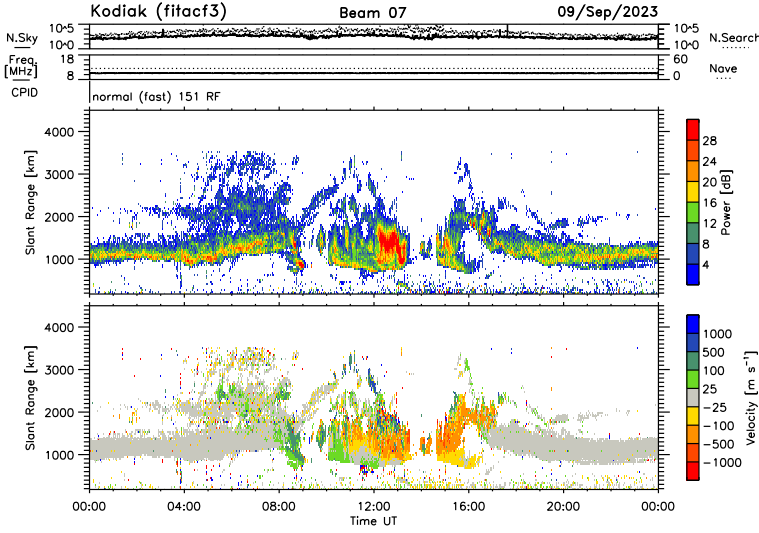 Kodiak (fitacf3) Beam 07 09/Sep/2023
N.Sky 10^5 10^0 10^5 10^0 N.Search
Freq. [MHz] 18 8 60 0 Nave
CPID normal (fast) 151 RF
Slant Range [km] 4000 3000 2000 1000
28 24 20 16 12 8 4 Power [dB]
Slant Range [km] 4000 3000 2000 1000
1000 500 100 25 −25 −100 −500 −1000 Velocity [m s⁻¹]
00:00 04:00 08:00 12:00 16:00 20:00 00:00
Time UT